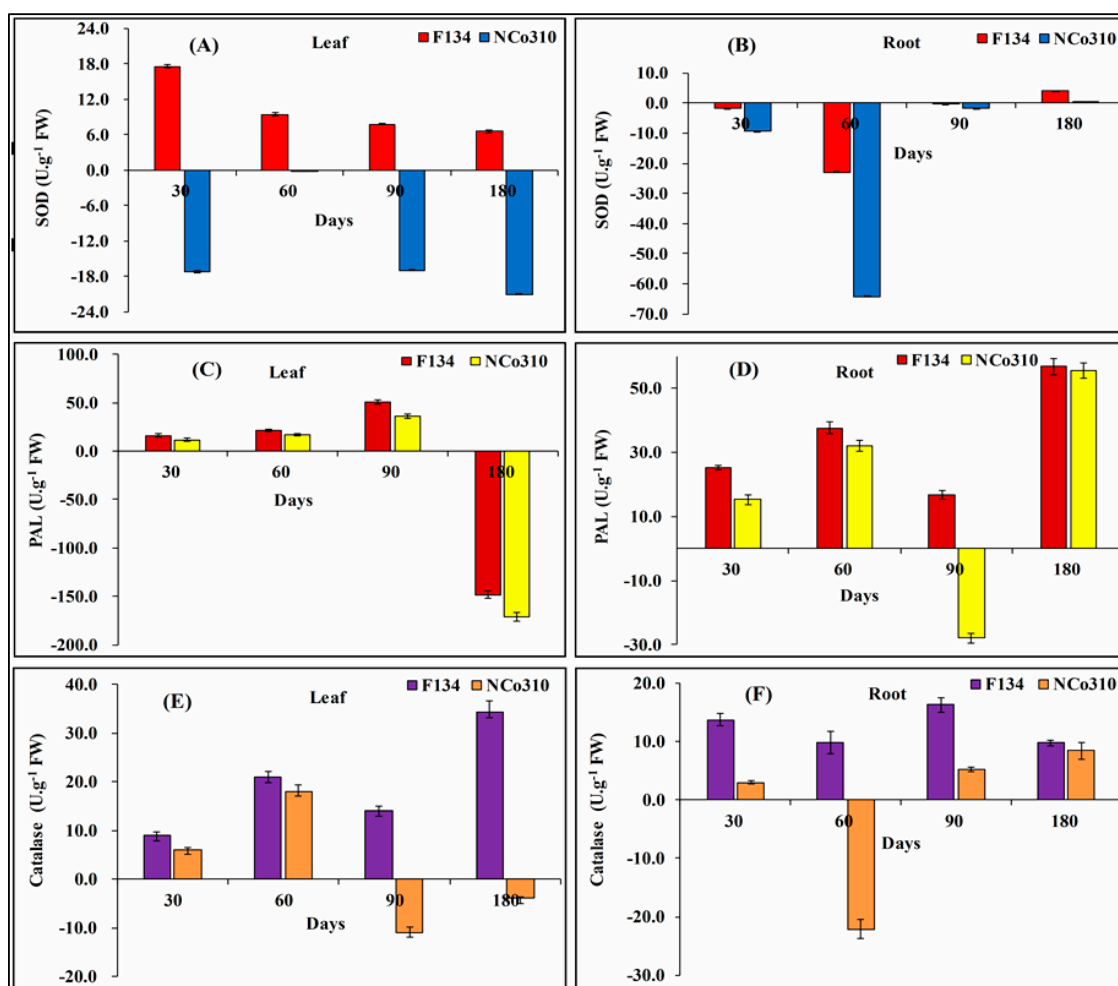 (A) Leaf F134 NCo310
SOD (U.g-1 FW)
24.0
18.0
12.0
6.0
0.0
-6.0
-12.0
-18.0
-24.0
30 60 90 180
Days
(B) Root F134 NCo310
SOD (U.g-1 FW)
10.0
0.0
-10.0
-20.0
-30.0
-40.0
-50.0
-60.0
-70.0
30 60 90 180
Days
(C) Leaf F134 NCo310
PAL (U.g-1 FW)
100.0
50.0
0.0
-50.0
-100.0
-150.0
-200.0
30 60 90 180
Days
(D) Root F134 NCo310
PAL (U.g-1 FW)
50.0
30.0
10.0
-10.0
-30.0
30 60 90 180
Days
(E) Leaf F134 NCo310
Catalase (U.g-1 FW)
40.0
30.0
20.0
10.0
0.0
-10.0
-20.0
30 60 90 180
Days
(F) Root F134 NCo310
Catalase (U.g-1 FW)
20.0
10.0
0.0
-10.0
-20.0
-30.0
30 60 90 180
Days